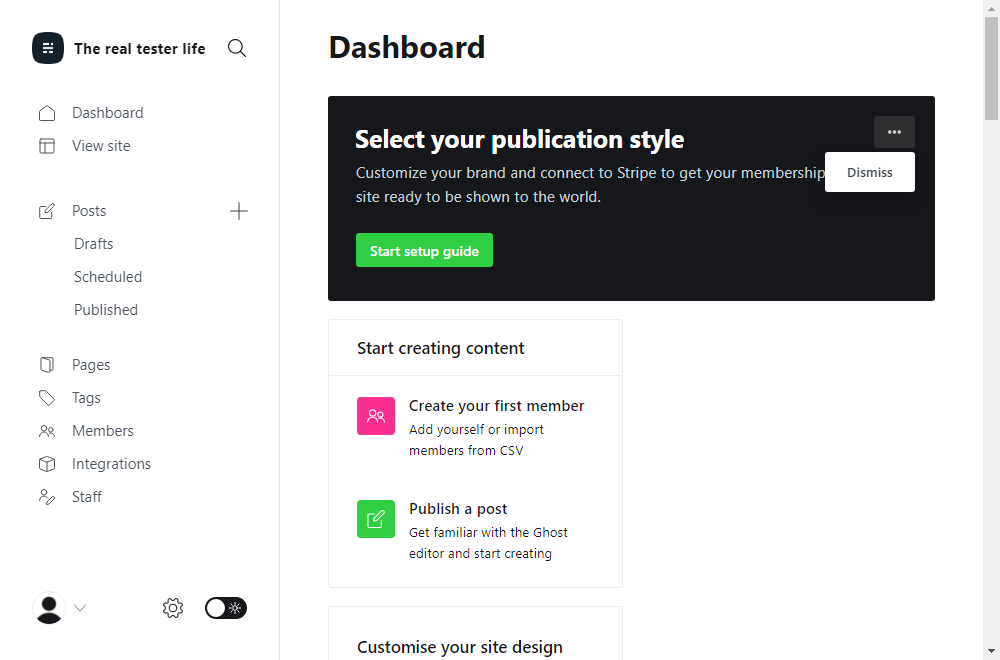 The real tester life
Dashboard
View site
Posts
Drafts
Scheduled
Published
Pages
Tags
Members
Integrations
Staff
Dashboard
Select your publication style
Customize your brand and connect to Stripe to get your membership
site ready to be shown to the world.
Dismiss
Start setup guide
Start creating content
Create your first member
Add yourself or import
members from CSV
Publish a post
Get familiar with the Ghost
editor and start creating
Customise your site design